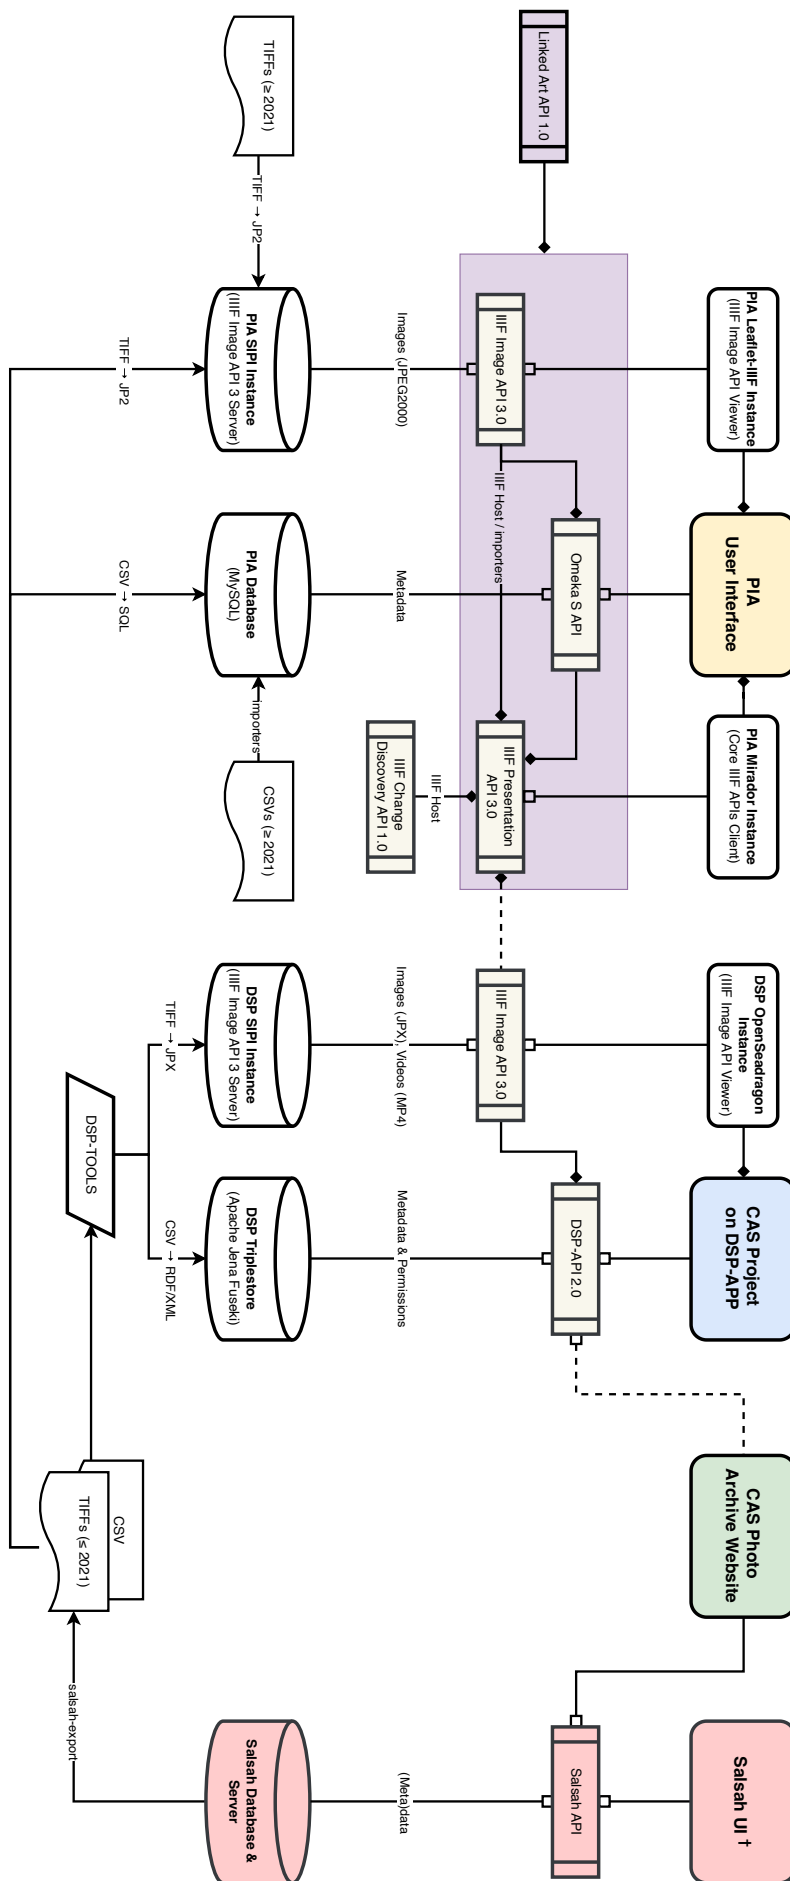 PIA Leaflet-IIIF Instance
(IIIF Image API Viewer)
PIA
User Interface
PIA Mirador Instance
(Core IIIF APIs Client)
DSP OpenSeadragon
Instance
(IIIF Image API Viewer)
CAS Project
on DSP-APP
CAS Photo
Archive Website
Salsah UI †
Linked Art API 1.0
Omeka S API
DSP-API 2.0
Salsah API
IIIF Image API 3.0
IIIF Host / importers
IIIF Presentation
API 3.0
IIIF Image API 3.0
IIIF Host
IIIF Change
Discovery API 1.0
Images (JPEG2000)
Metadata
Images (JPX), Videos (MP4)
Metadata & Permissions
(Meta)data
TIFFs (≥ 2021)
TIFF → JP2
PIA SIPI Instance
(IIIF Image API 3 Server)
PIA Database
(MySQL)
importers
CSVs (≥ 2021)
DSP SIPI Instance
(IIIF Image API 3 Server)
DSP Triplestore
(Apache Jena Fuseki)
Salsah Database &
Server
TIFF → JP2
CSV → SQL
TIFF → JPX
CSV → RDF/XML
DSP-TOOLS
CSV
TIFFs (≤ 2021)
salsah-export